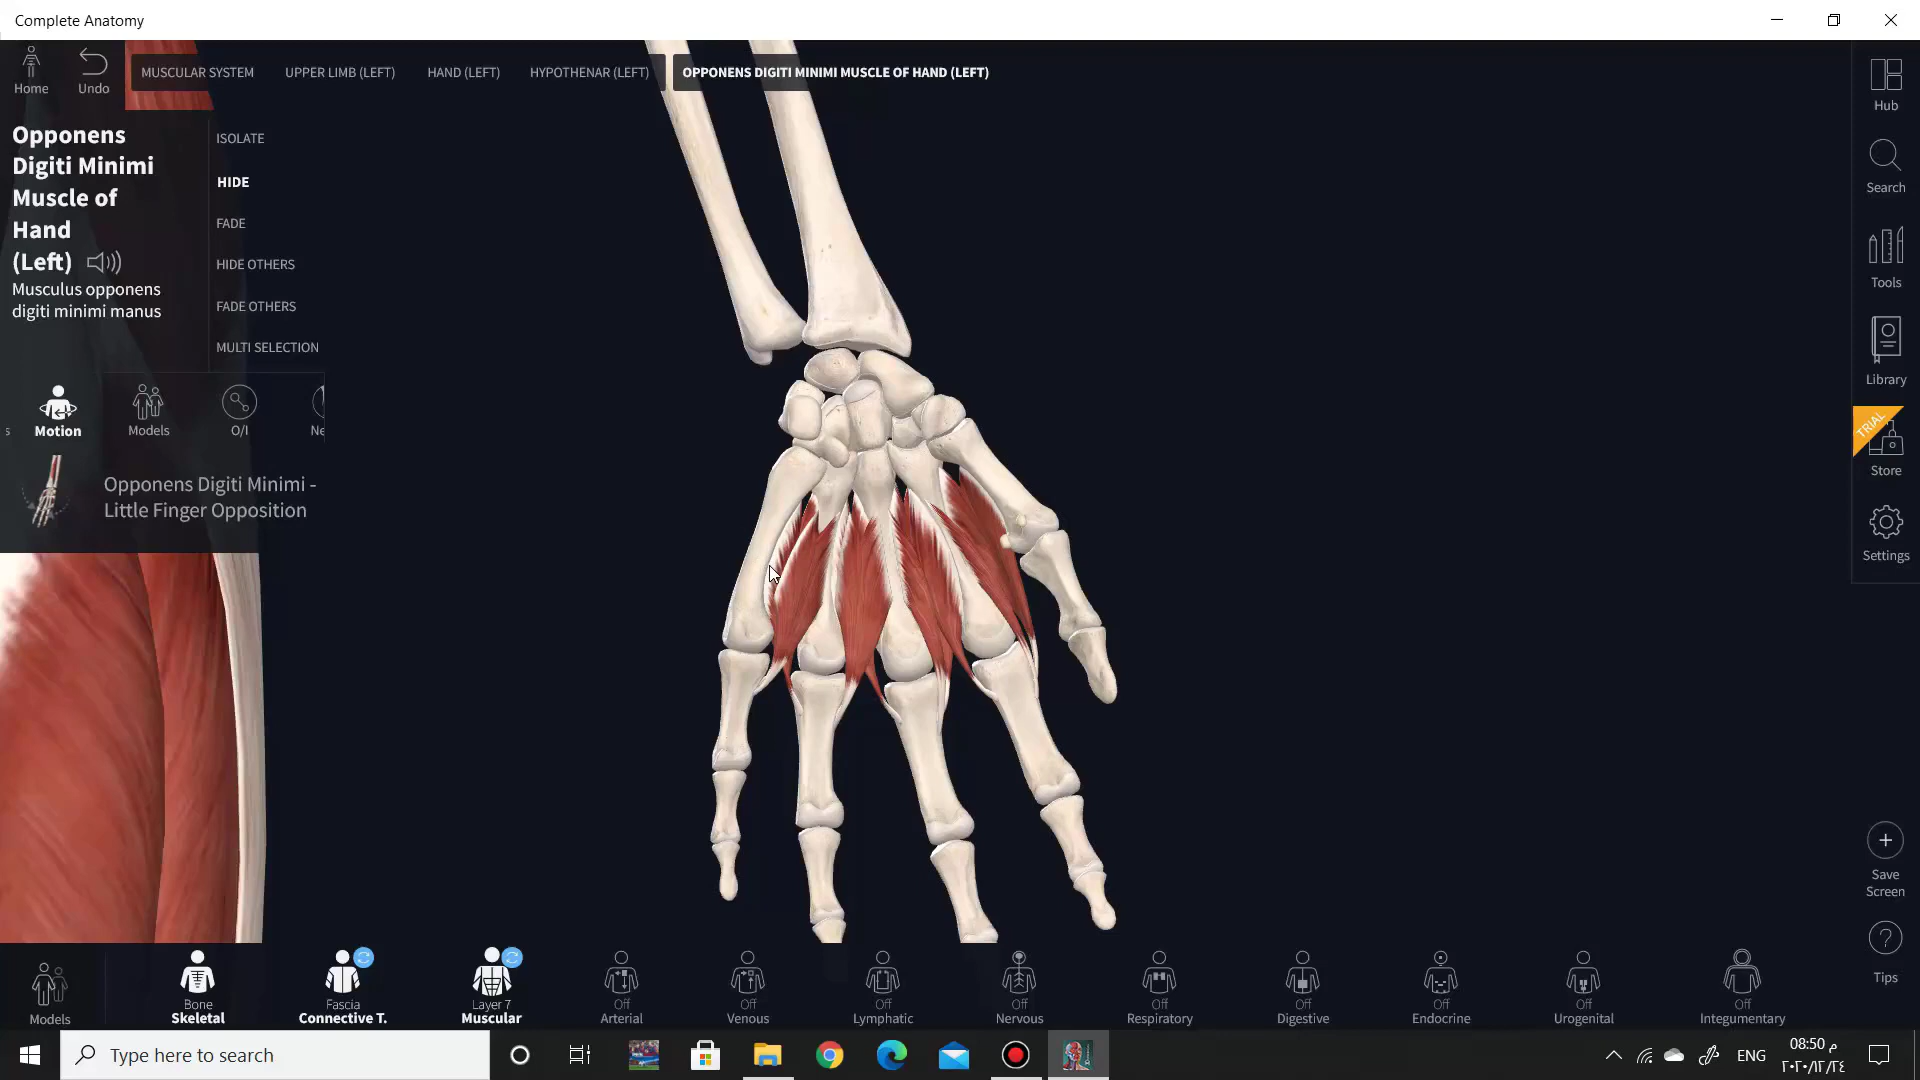 Complete Anatomy
Home
Undo
MUSCULAR SYSTEM
UPPER LIMB (LEFT)
HAND (LEFT)
HYPOTHENAR (LEFT)
OPPONENS DIGITI MINIMI MUSCLE OF HAND (LEFT)
Opponens
Digiti Minimi
Muscle of
Hand
(Left)
Musculus opponens
digiti minimi manus
ISOLATE
HIDE
FADE
HIDE OTHERS
FADE OTHERS
MULTI SELECTION
s
Motion
Models
O/I
Ne
Opponens Digiti Minimi -
Little Finger Opposition
Hub
Search
Tools
Library
TRIAL
Store
Settings
Save
Screen
Tips
Models
Bone
Skeletal
Fascia
Connective T.
Layer 7
Muscular
Off
Arterial
Off
Venous
Off
Lymphatic
Off
Nervous
Off
Respiratory
Off
Digestive
Off
Endocrine
Off
Urogenital
Off
Integumentary
Type here to search
ENG
08:50 م
٢٠٢٠/١٢/٢٤